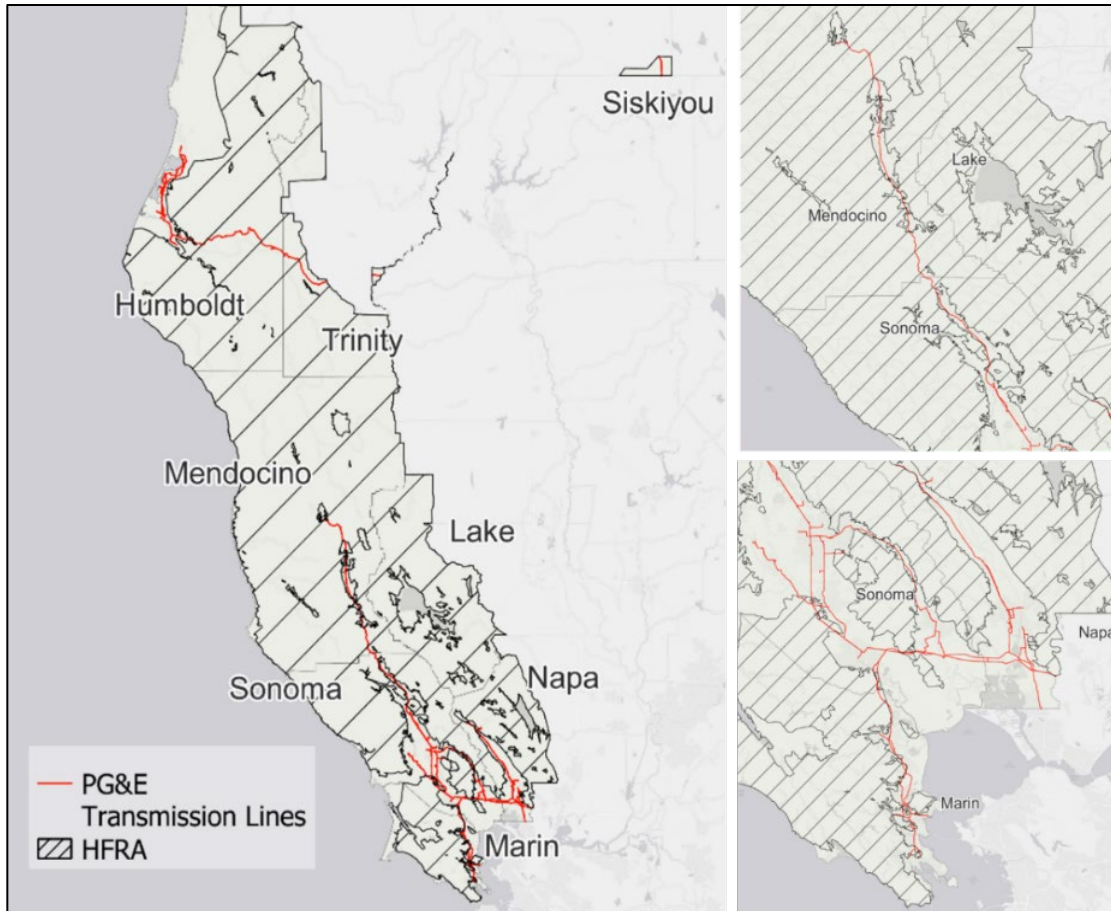 Siskiyou
Humboldt
Trinity
Mendocino
Lake
Sonoma
Napa
PG&E
Transmission Lines
HFRA
Marin
Lake
Mendocino
Sonoma
Sonoma
Napa
Marin